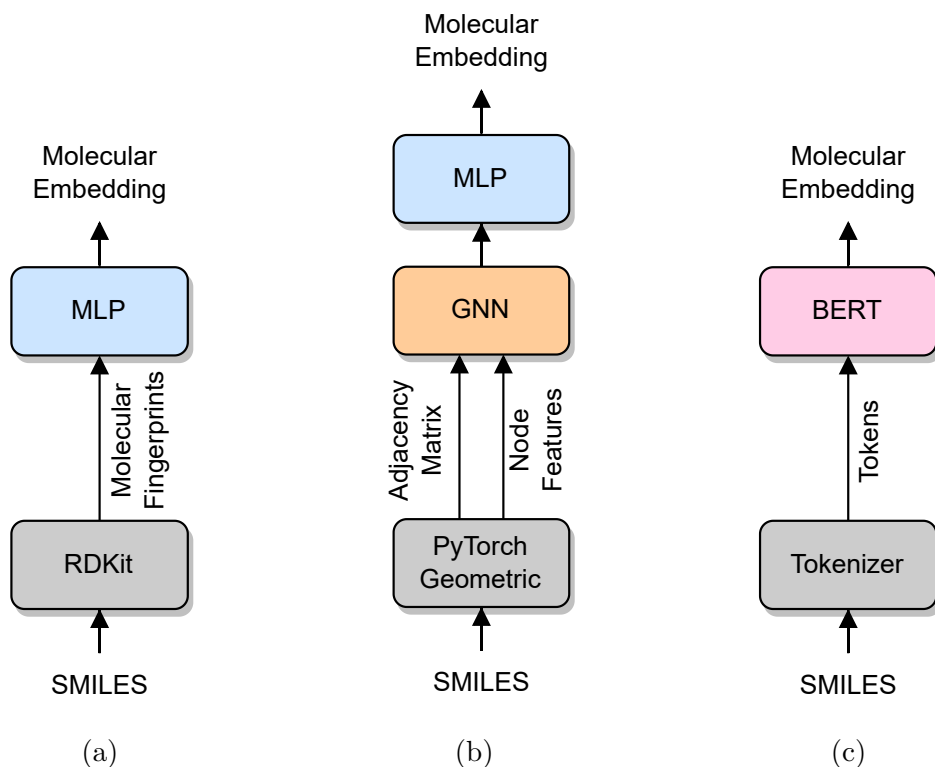 Molecular
Embedding
MLP
Molecular
Fingerprints
RDKit
SMILES
(a)
Molecular
Embedding
MLP
GNN
Adjacency
Matrix
Node
Features
PyTorch
Geometric
SMILES
(b)
Molecular
Embedding
BERT
Tokens
Tokenizer
SMILES
(c)